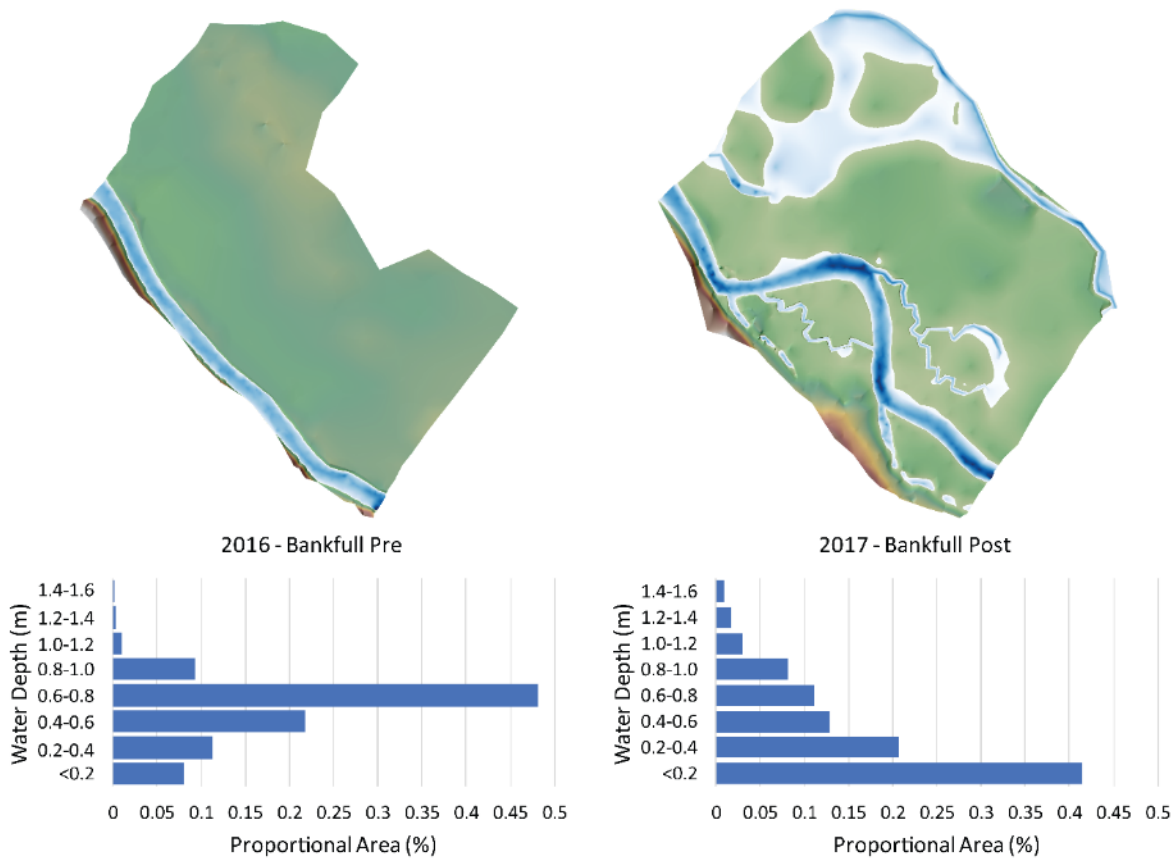 2016 - Bankfull Pre
Water Depth (m)
1.4-1.6
1.2-1.4
1.0-1.2
0.8-1.0
0.6-0.8
0.4-0.6
0.2-0.4
<0.2
0 0.05 0.1 0.15 0.2 0.25 0.3 0.35 0.4 0.45 0.5
Proportional Area (%)
2017 - Bankfull Post
Water Depth (m)
1.4-1.6
1.2-1.4
1.0-1.2
0.8-1.0
0.6-0.8
0.4-0.6
0.2-0.4
<0.2
0 0.05 0.1 0.15 0.2 0.25 0.3 0.35 0.4 0.45 0.5
Proportional Area (%)